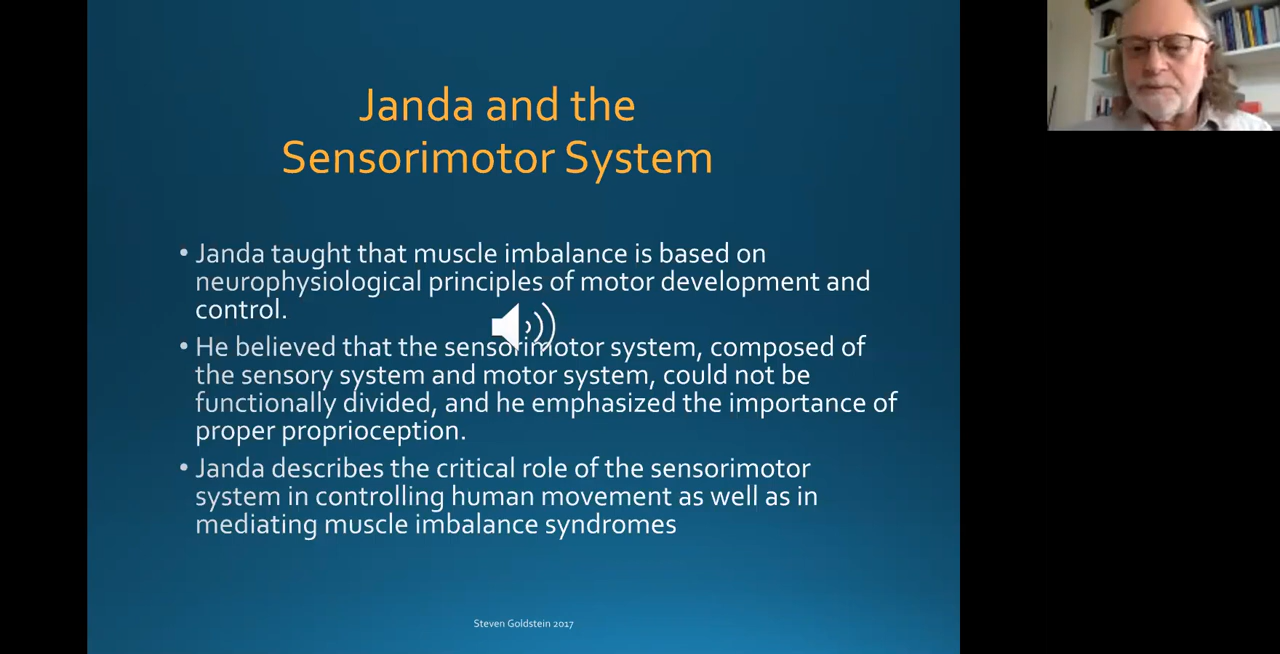 Janda and the
Sensorimotor System
• Janda taught that muscle imbalance is based on
neurophysiological principles of motor development and
control.
• He believed that the sensorimotor system, composed of
the sensory system and motor system, could not be
functionally divided, and he emphasized the importance of
proper proprioception.
• Janda describes the critical role of the sensorimotor
system in controlling human movement as well as in
mediating muscle imbalance syndromes
Steven Goldstein 2017